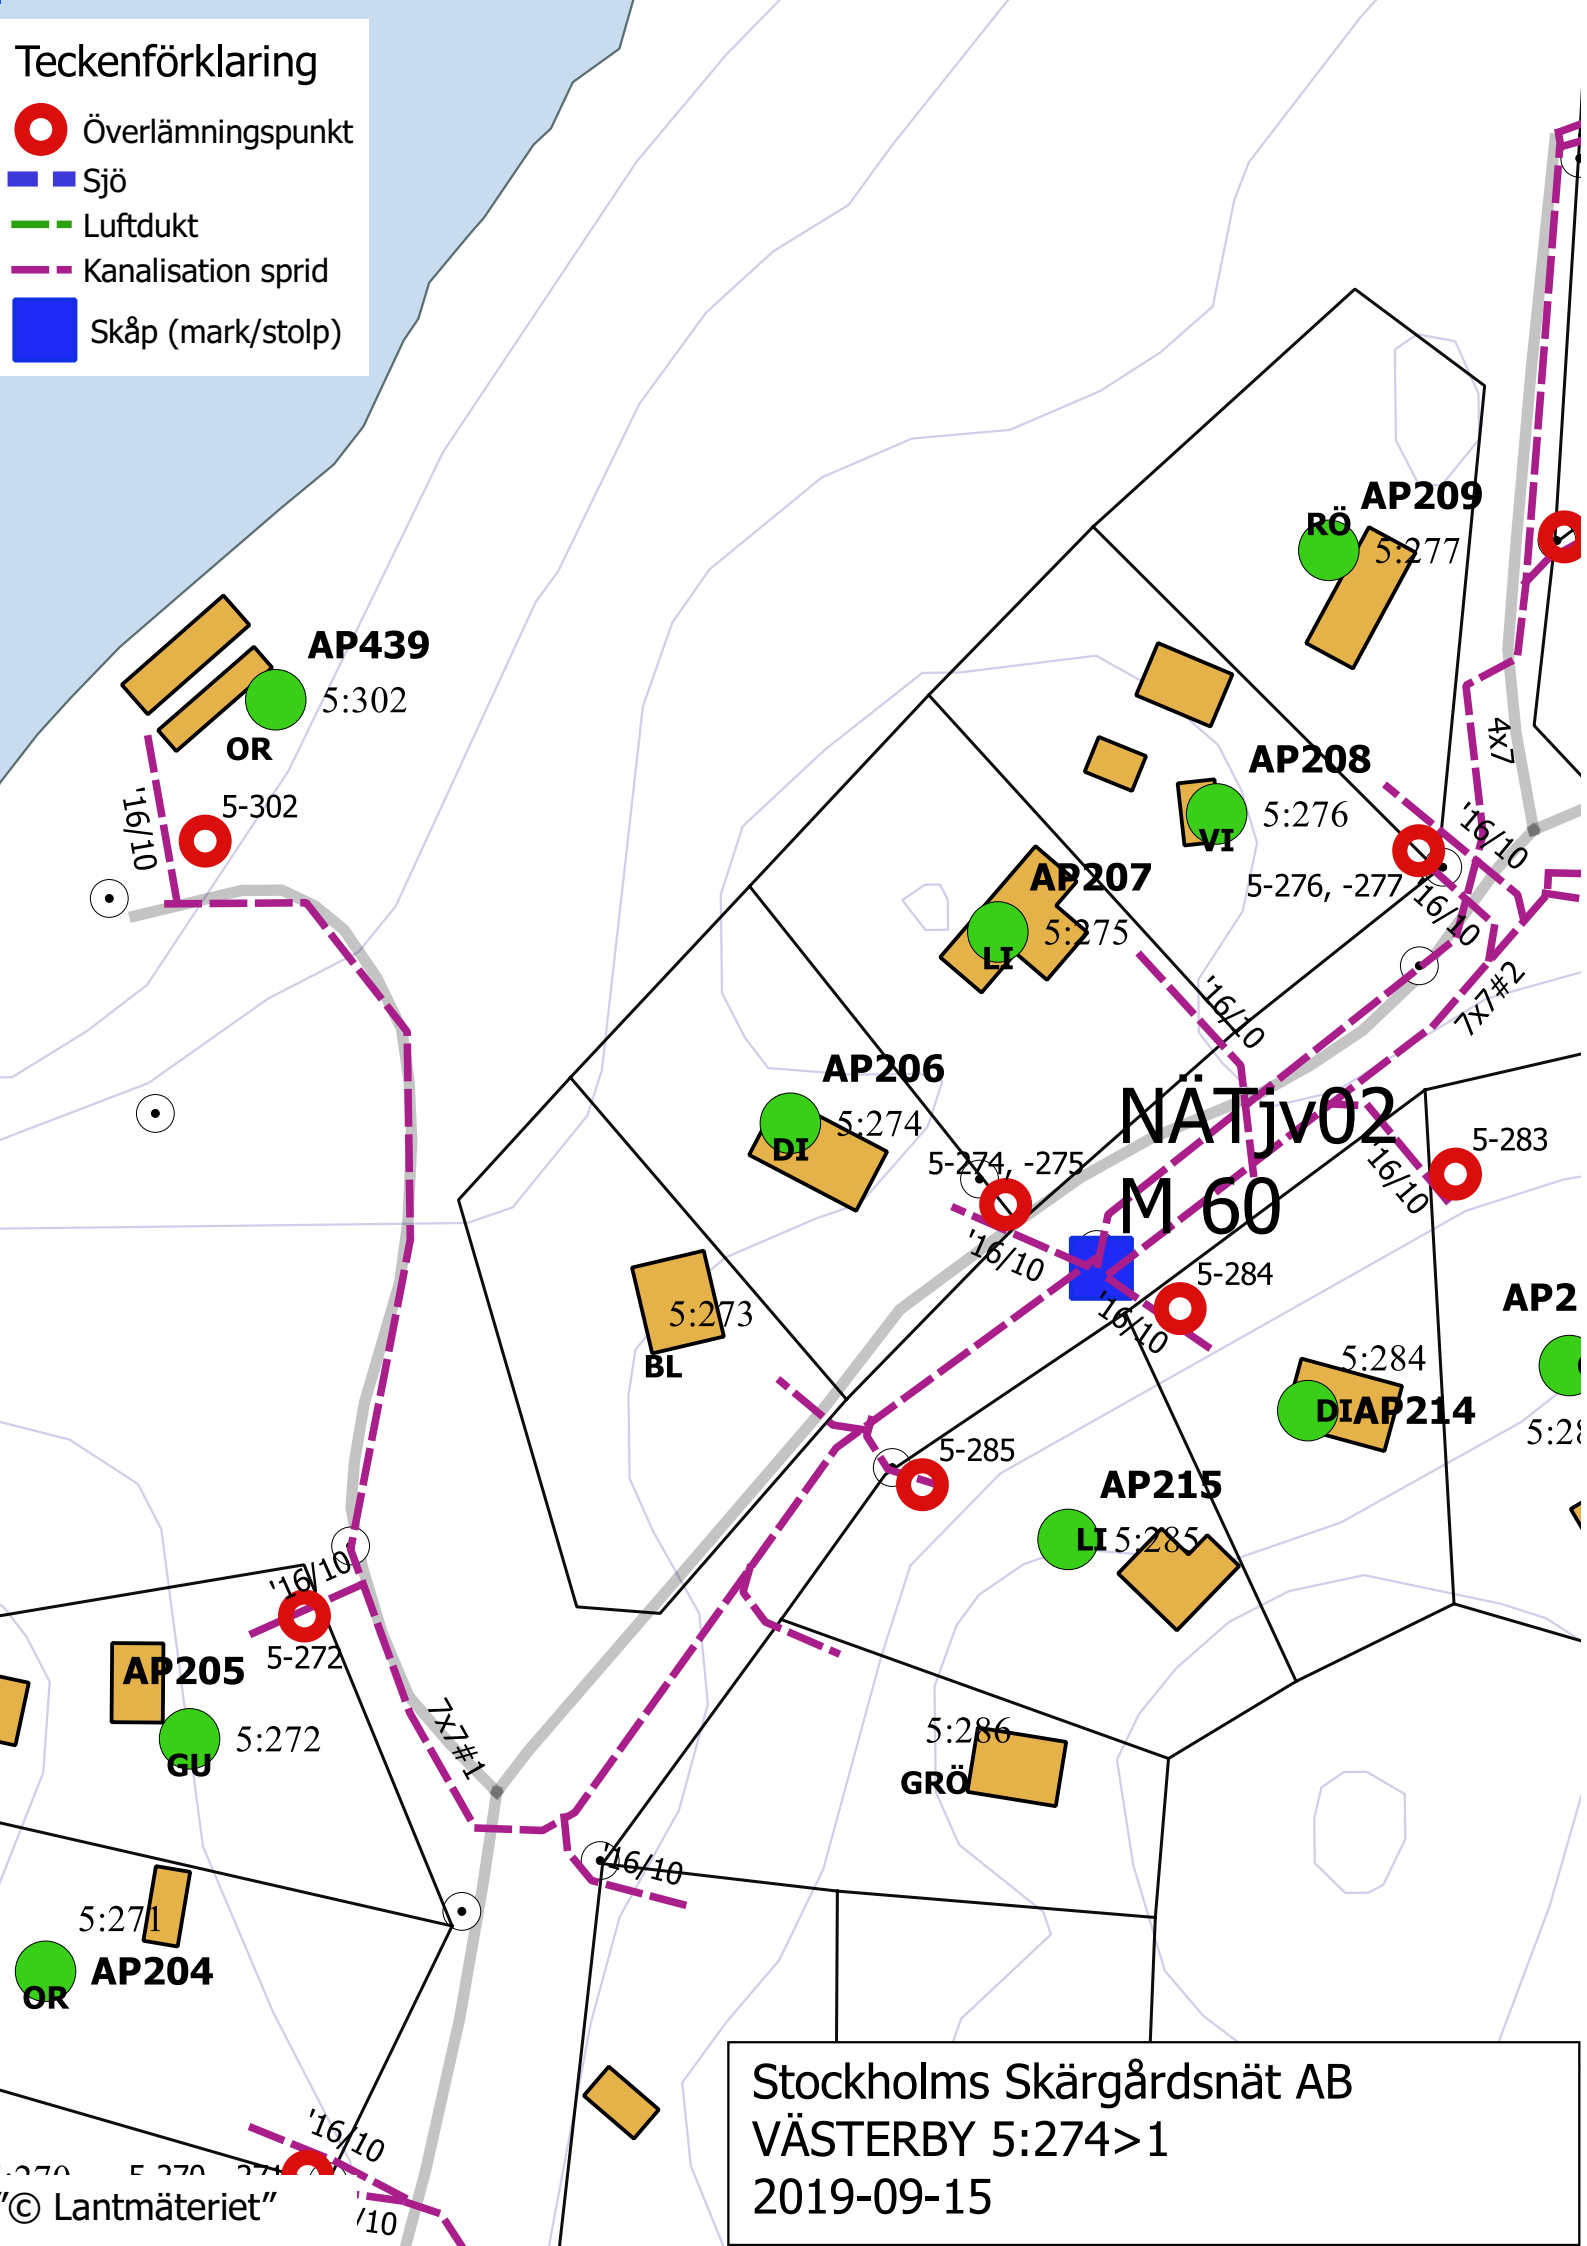 Teckenförklaring
Överlämningspunkt
Sjö
Luftdukt
Kanalisation sprid
Skåp (mark/stolp)
AP209
RÖ
5:277
AP439
5:302
OR
5-302
'16/10
4x7
AP208
5:276
VI
'16/10
5-276, -277
'16/10
AP207
5:275
LI
7x7#2
'16/10
AP206
5:274
DI
NÄTjv02
M 60
5-274, -275
'16/10
5-283
'16/10
5-284
'16/10
AP2
5:273
BL
5:284
DI
AP214
5:28
5-285
AP215
LI
5:285
'16/10
5-272
AP205
5:272
GU
7x7#1
5:286
GRÖ
'16/10
5:271
AP204
OR
'16/10
/10
"© Lantmäteriet"
Stockholms Skärgårdsnät AB
VÄSTERBY 5:274>1
2019-09-15